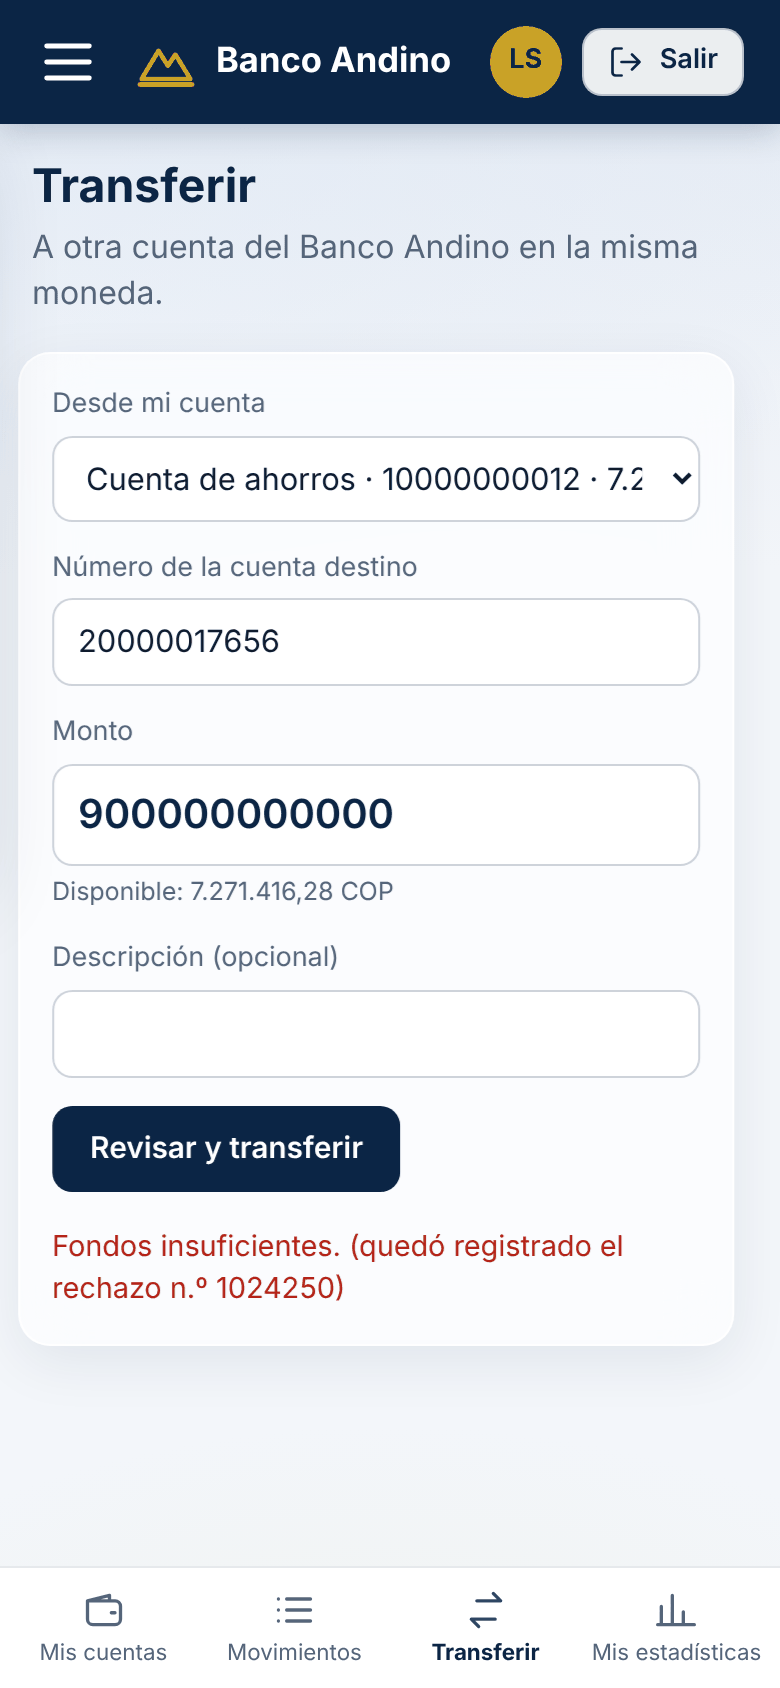 Banco Andino
LS
Salir
Transferir
A otra cuenta del Banco Andino en la misma
moneda.
Desde mi cuenta
Cuenta de ahorros · 10000000012 · 7.2
Número de la cuenta destino
20000017656
Monto
900000000000
Disponible: 7.271.416,28 COP
Descripción (opcional)
Revisar y transferir
Fondos insuficientes. (quedó registrado el
rechazo n.º 1024250)
Mis cuentas
Movimientos
Transferir
Mis estadísticas